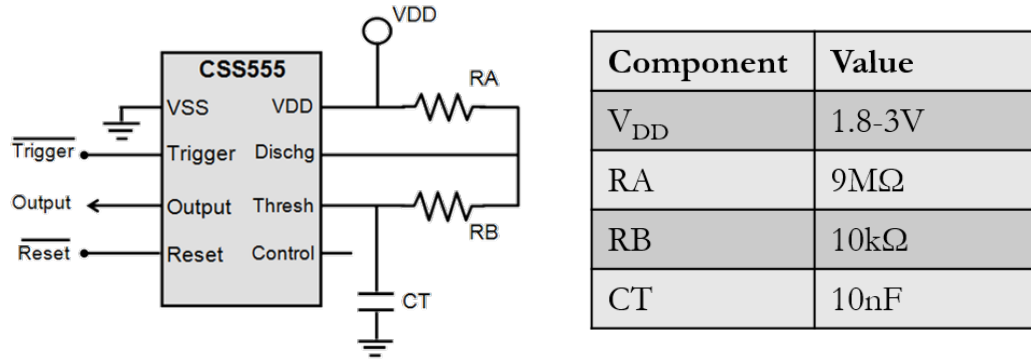 VDD
CSS555
RA
VSS
VDD
Trigger
Trigger
Dischg
Output
Output
Thresh
RB
Reset
Reset
Control
CT
Component Value
VDD 1.8-3V
RA 9MΩ
RB 10kΩ
CT 10nF